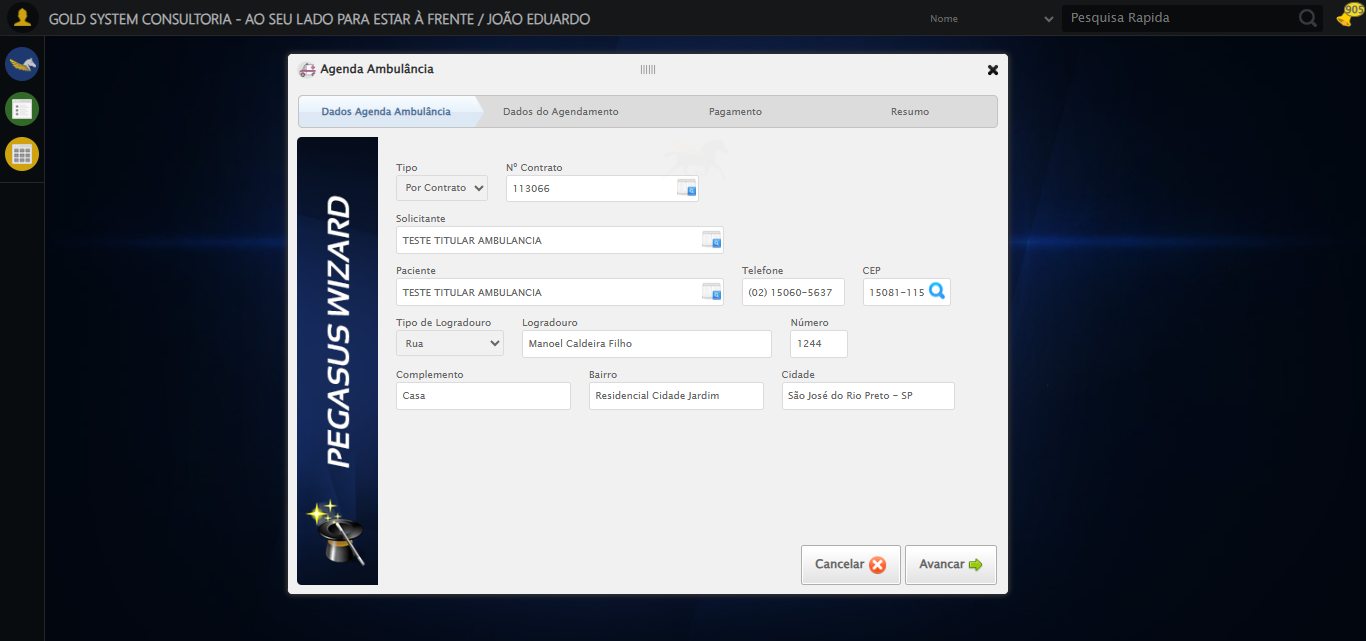 GOLD SYSTEM CONSULTORIA - AO SEU LADO PARA ESTAR À FRENTE / JOÃO EDUARDO
Nome
Pesquisa Rapida
905
Agenda Ambulância
Dados Agenda Ambulância
Dados do Agendamento
Pagamento
Resumo
PEGASUS WIZARD
Tipo
Nº Contrato
Por Contrato
113066
Solicitante
TESTE TITULAR AMBULANCIA
Paciente
Telefone
CEP
TESTE TITULAR AMBULANCIA
(02) 15060-5637
15081-115
Tipo de Logradouro
Logradouro
Número
Rua
Manoel Caldeira Filho
1244
Complemento
Bairro
Cidade
Casa
Residencial Cidade Jardim
São José do Rio Preto - SP
Cancelar
Avancar